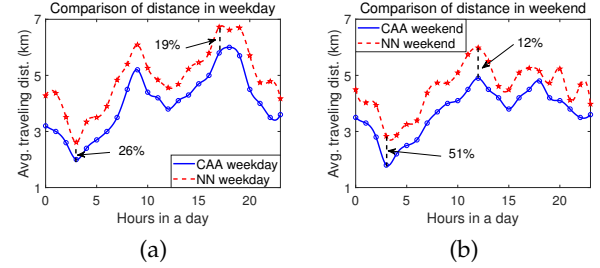 Comparison of distance in weekday
Avg. traveling dist. (km)
7
5
3
1
19%
26%
CAA weekday
NN weekday
0 5 10 15 20
Hours in a day
(a)
Comparison of distance in weekend
Avg. traveling dist. (km)
7
5
3
1
CAA weekend
NN weekend
12%
51%
0 5 10 15 20
Hours in a day
(b)